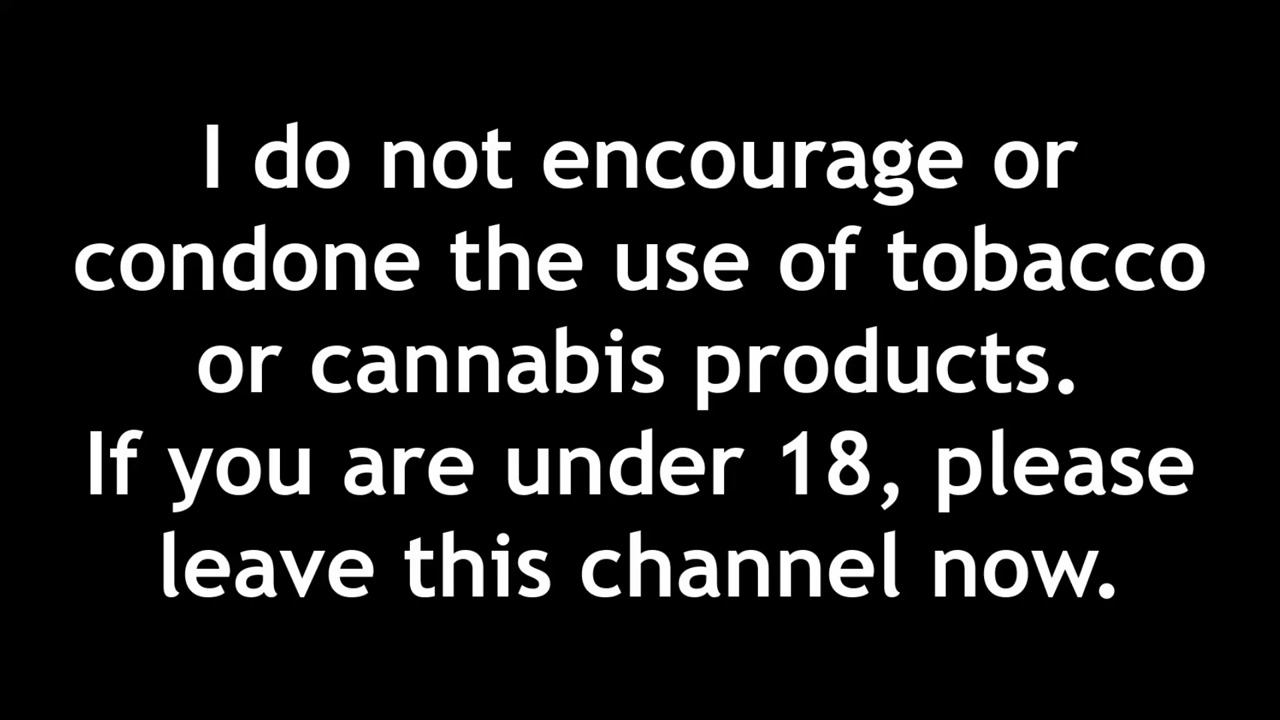 I do not encourage or
condone the use of tobacco
or cannabis products.
If you are under 18, please
leave this channel now.